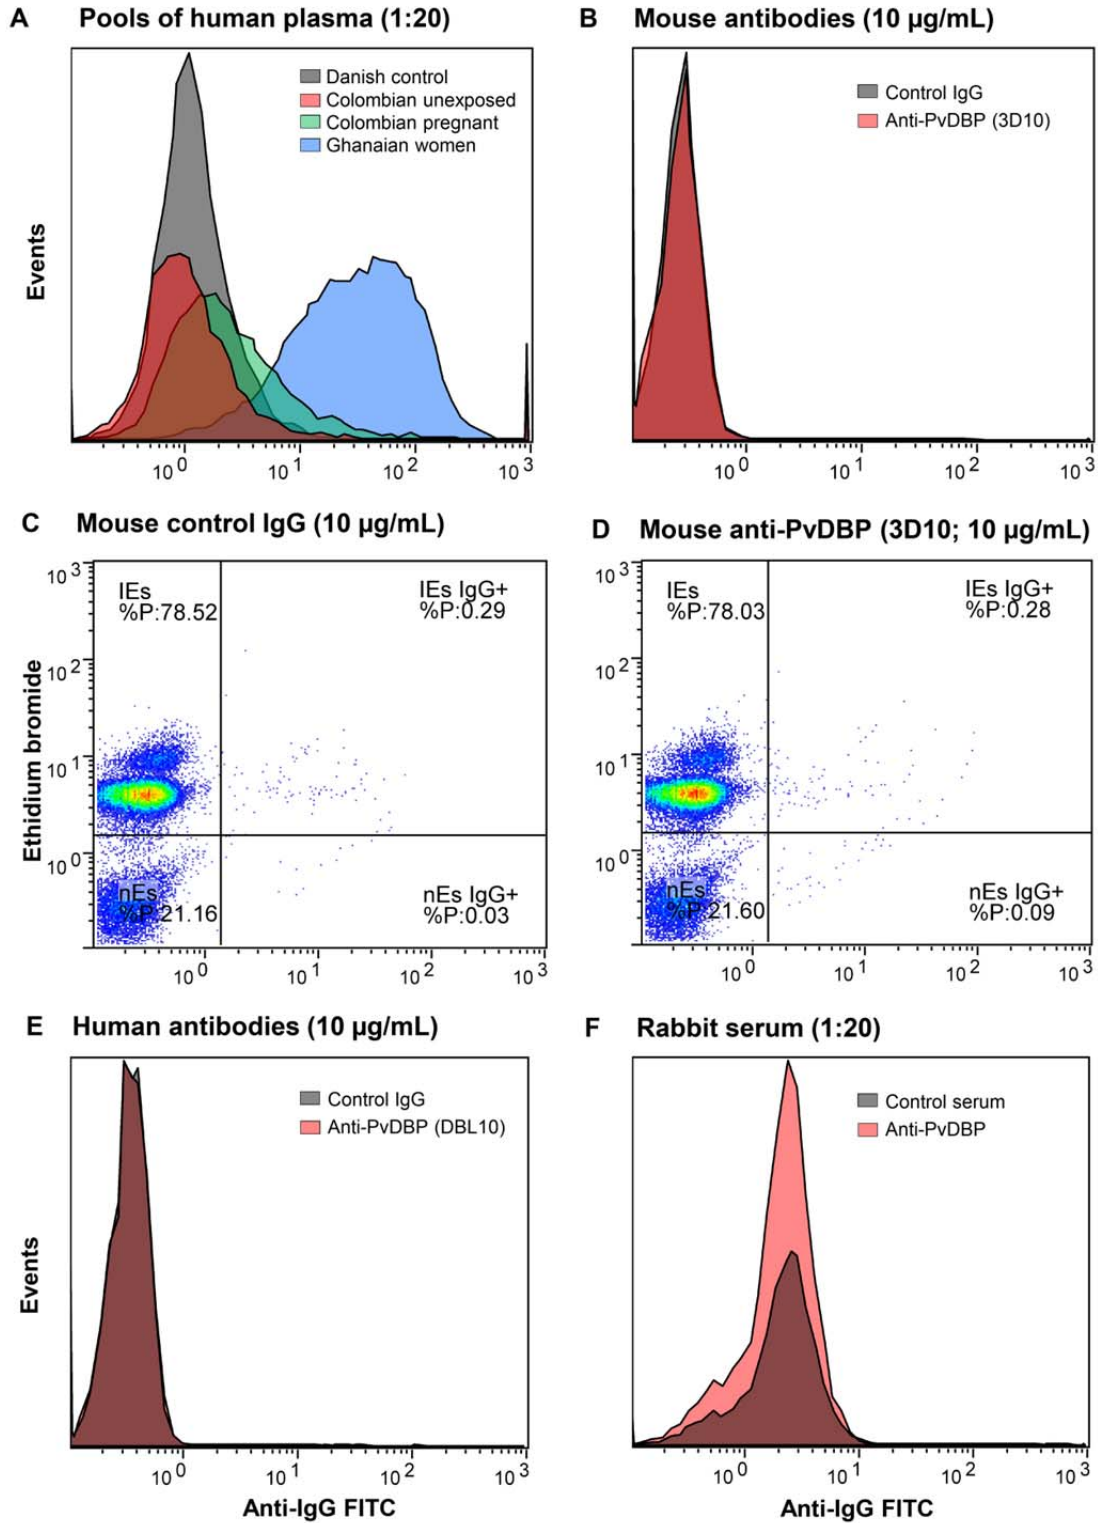 A Pools of human plasma (1:20)
Danish control
Colombian unexposed
Colombian pregnant
Ghanaian women
Events
10^0 10^1 10^2 10^3
B Mouse antibodies (10 µg/mL)
Control IgG
Anti-PvDBP (3D10)
10^0 10^1 10^2 10^3
C Mouse control IgG (10 µg/mL)
10^3
10^2
10^1
10^0
Ethidium bromide
IEs
%P:78.52
IEs IgG+
%P:0.29
nEs
%P:21.16
nEs IgG+
%P:0.03
10^0 10^1 10^2 10^3
D Mouse anti-PvDBP (3D10; 10 µg/mL)
10^3
10^2
10^1
10^0
IEs
%P:78.03
IEs IgG+
%P:0.28
nEs
%P:21.60
nEs IgG+
%P:0.09
10^0 10^1 10^2 10^3
E Human antibodies (10 µg/mL)
Control IgG
Anti-PvDBP (DBL10)
Events
10^0 10^1 10^2 10^3
Anti-IgG FITC
F Rabbit serum (1:20)
Control serum
Anti-PvDBP
10^0 10^1 10^2 10^3
Anti-IgG FITC